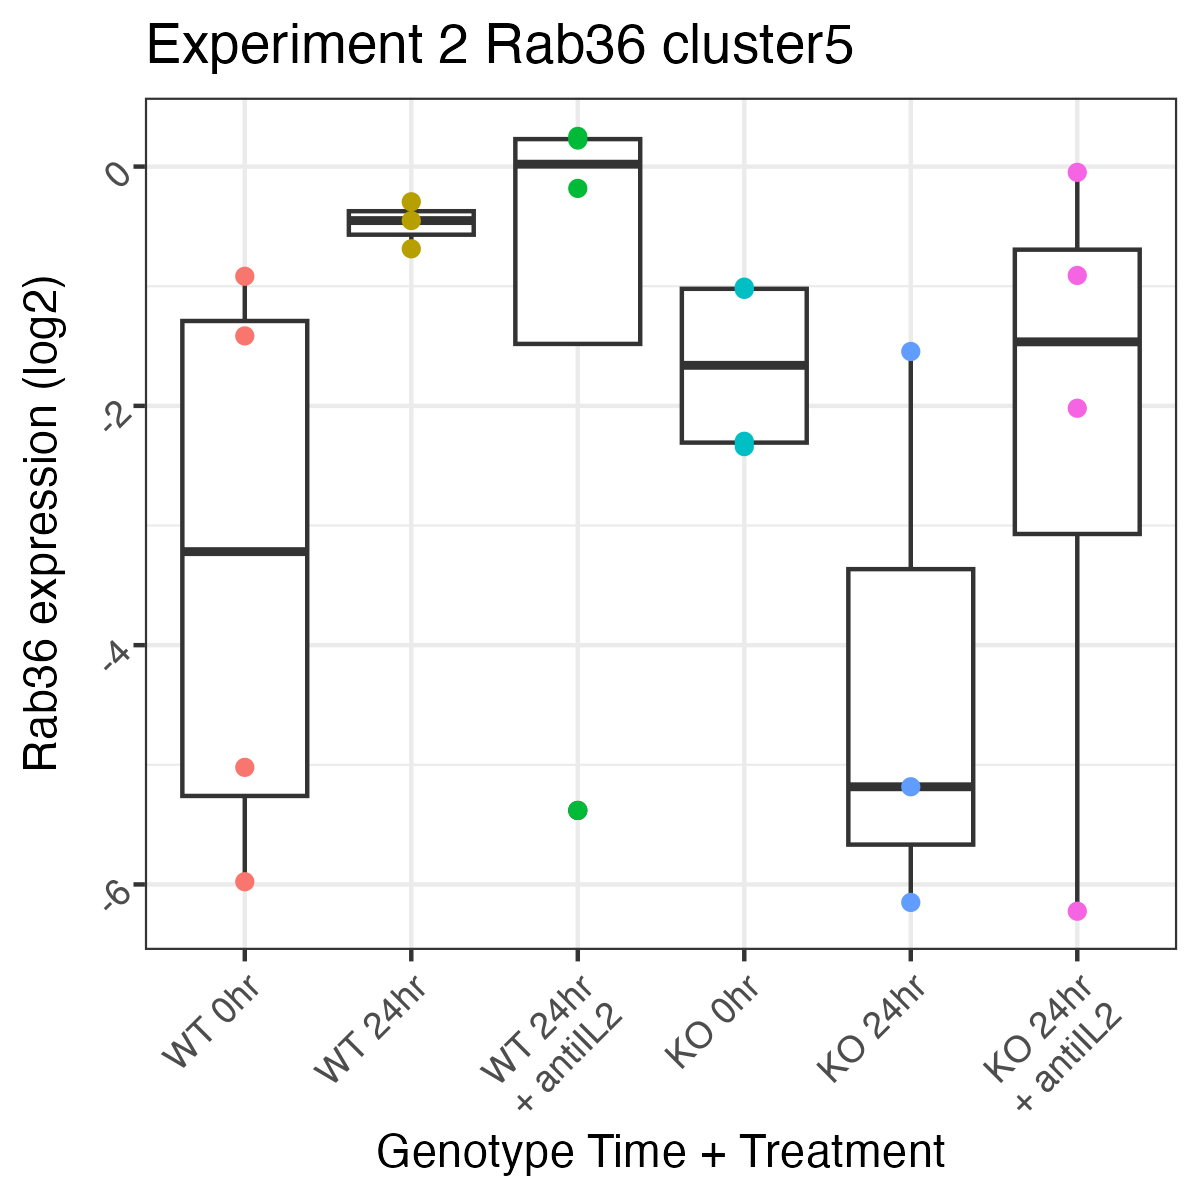 Experiment 2 Rab36 cluster5
Rab36 expression (log2)
0
-2
-4
-6
WT 0hr
WT 24hr
WT 24hr
+ antiIL2
KO 0hr
KO 24hr
KO 24hr
+ antiIL2
Genotype Time + Treatment